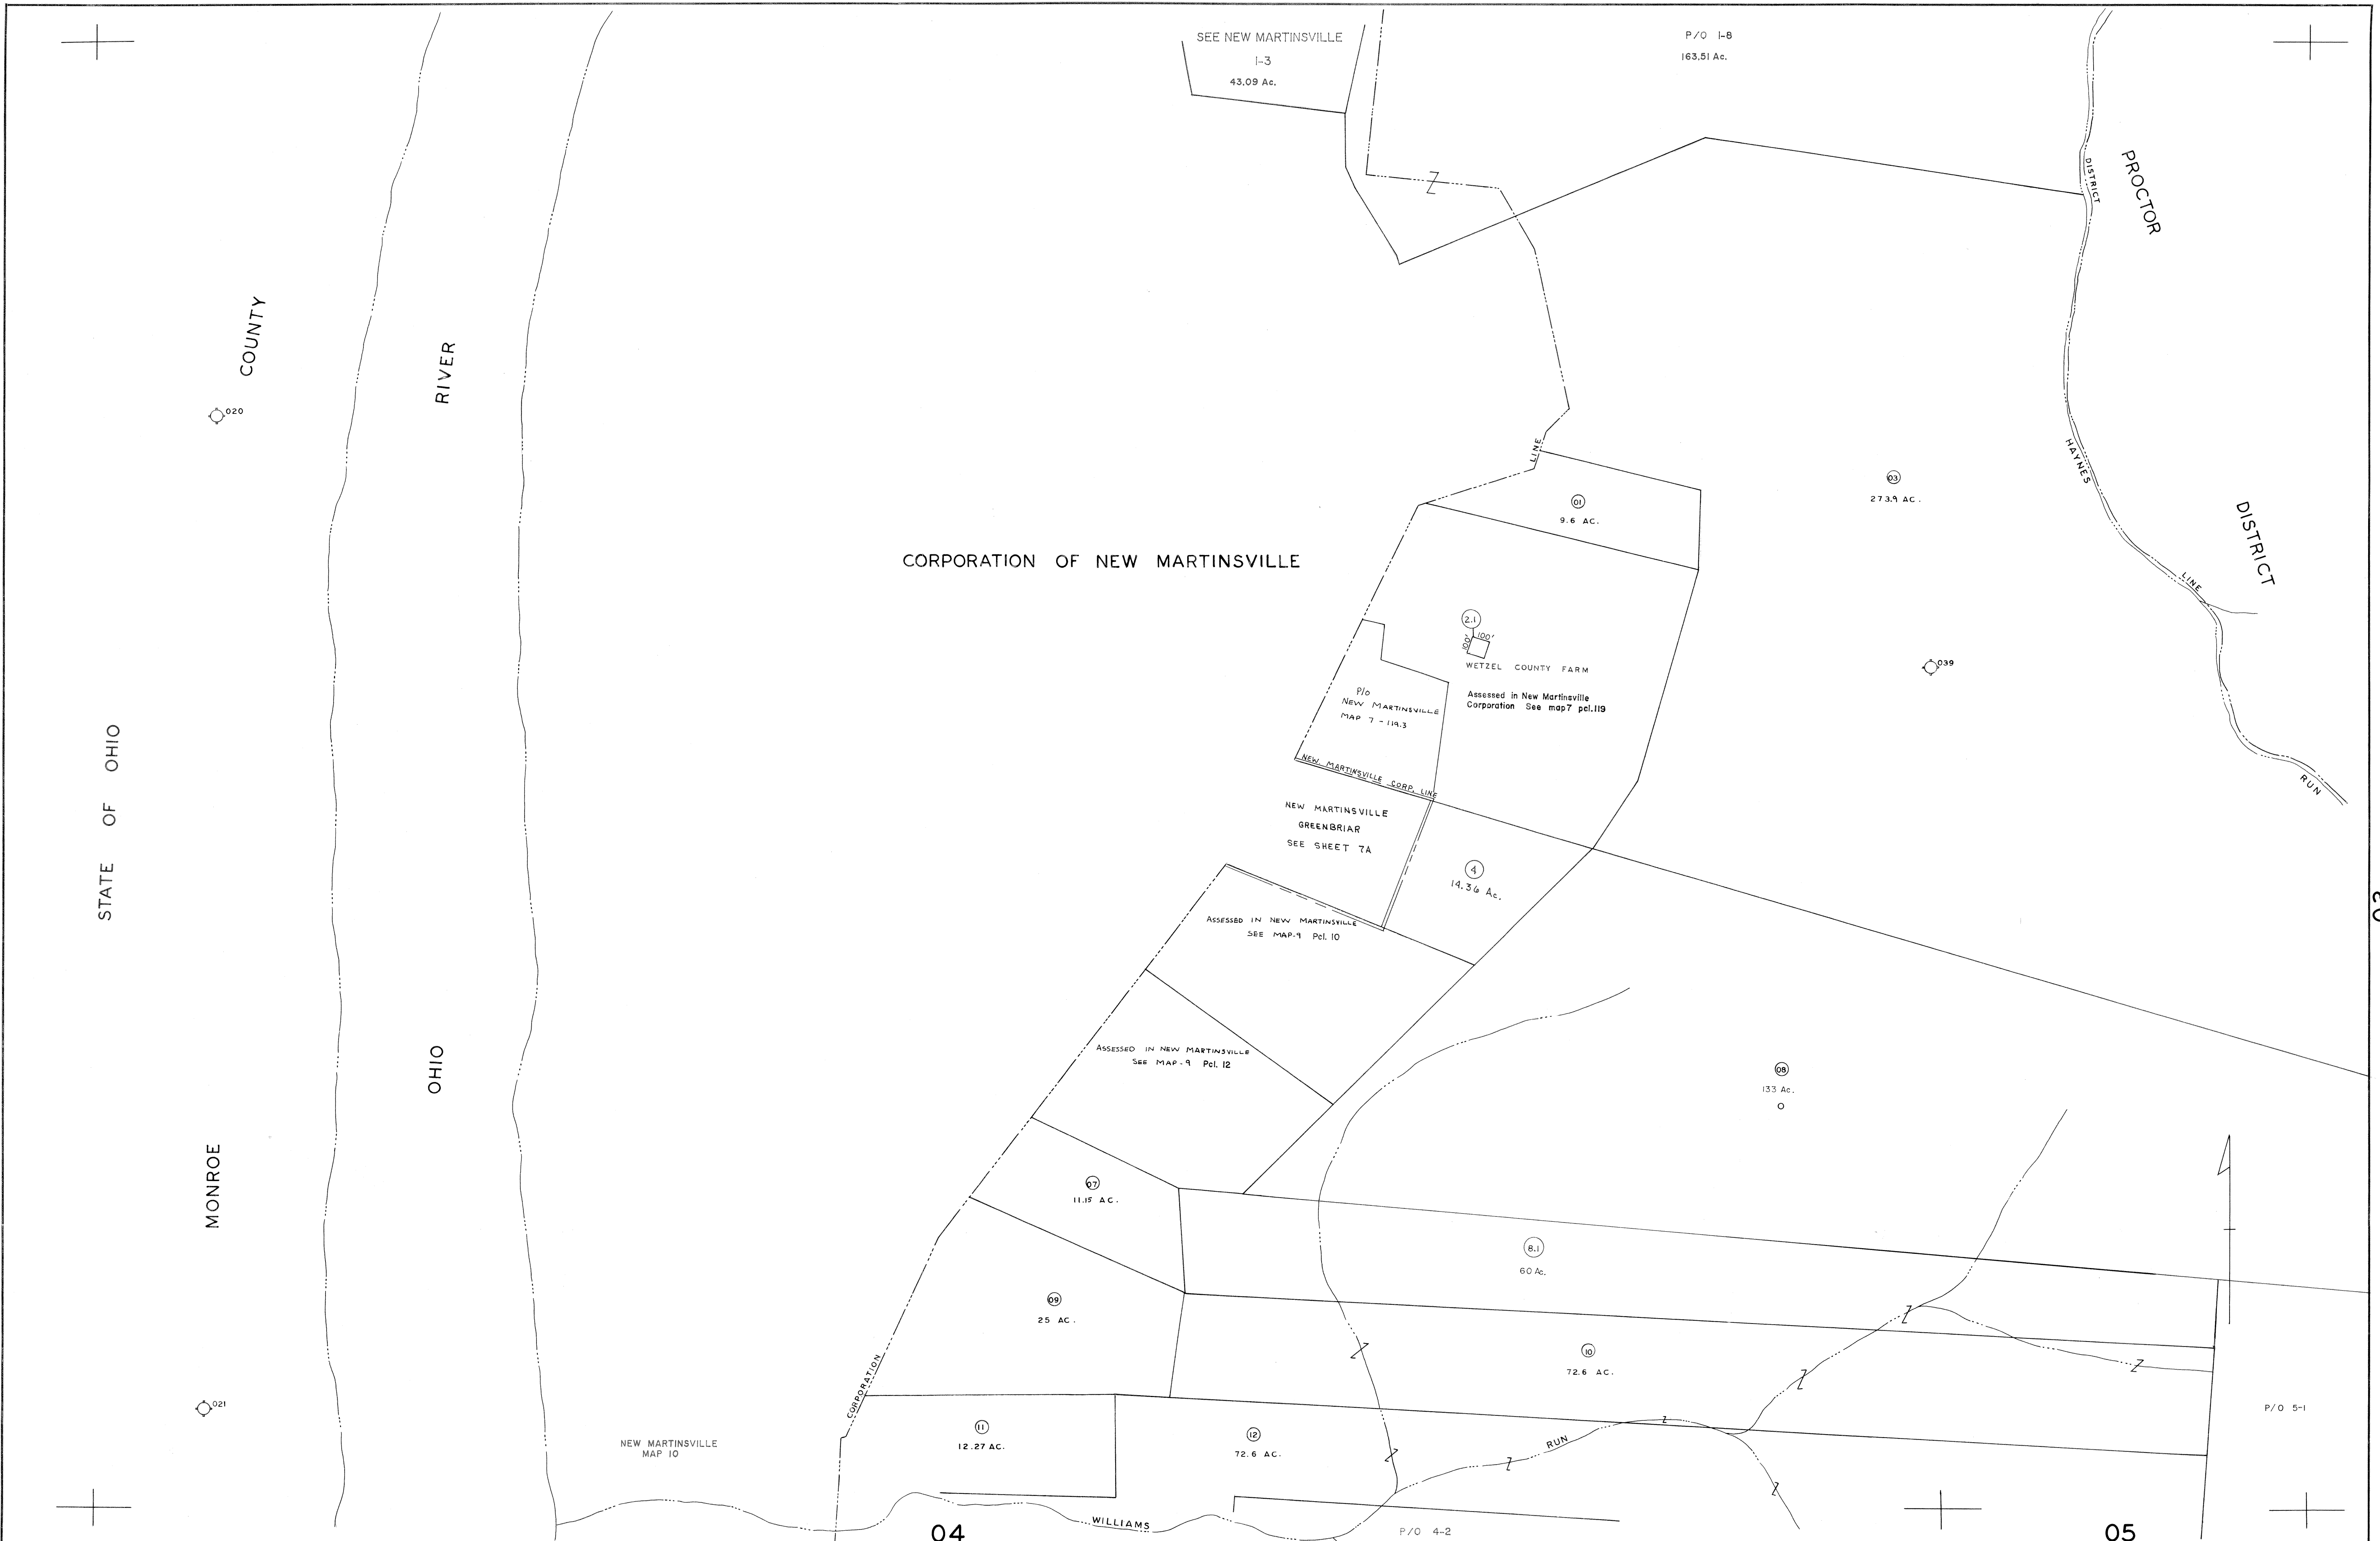 SEE NEW MARTINSVILLE
1-3
43.09 Ac.
P/O 1-8
163.51 Ac.
DISTRICT
PROCTOR
COUNTY
020
RIVER
LINE
HAYNES
01
9.6 AC.
03
273.9 AC.
DISTRICT
CORPORATION OF NEW MARTINSVILLE
LINE
2.1
100'
100'
WETZEL COUNTY FARM
Assessed in New Martinsville
Corporation See map 7 pcl.119
039
P/O
NEW MARTINSVILLE
MAP 7 - 119.3
STATE OF OHIO
NEW MARTINSVILLE CORP. LINE
RUN
NEW MARTINSVILLE
GREENBRIAR
SEE SHEET 7A
4
14.36 Ac.
ASSESSED IN NEW MARTINSVILLE
SEE MAP-9 Pcl. 10
ASSESSED IN NEW MARTINSVILLE
SEE MAP-9 Pcl. 12
OHIO
08
133 Ac.
MONROE
07
11.15 AC.
8.1
60 Ac.
09
25 AC.
10
72.6 AC.
CORPORATION
021
P/O 5-1
NEW MARTINSVILLE
MAP 10
11
12.27 AC.
12
72.6 AC.
RUN
WILLIAMS
04
P/O 4-2
05